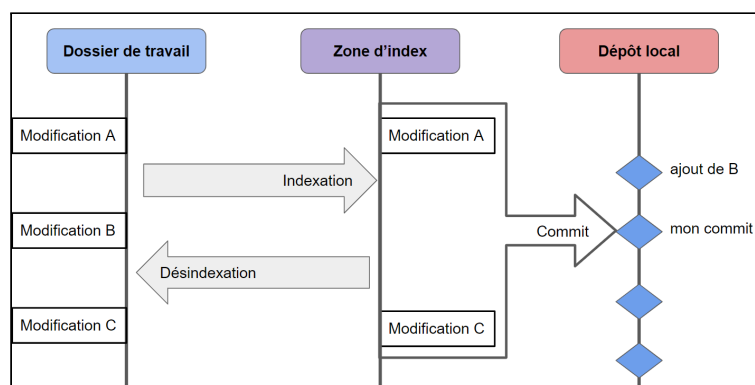 Dossier de travail
Zone d'index
Dépôt local
Modification A
Modification A
ajout de B
Indexation
Modification B
Commit
mon commit
Désindexation
Modification C
Modification C